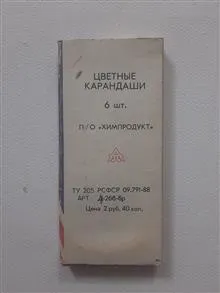 ЦВЕТНЫЕ
КАРАНДАШИ
6 шт.
П/О «ХИМПРОДУКТ»
ТУ 205 РСФСР 09.791-88
АРТ.
Цена 2 руб. 40 коп.